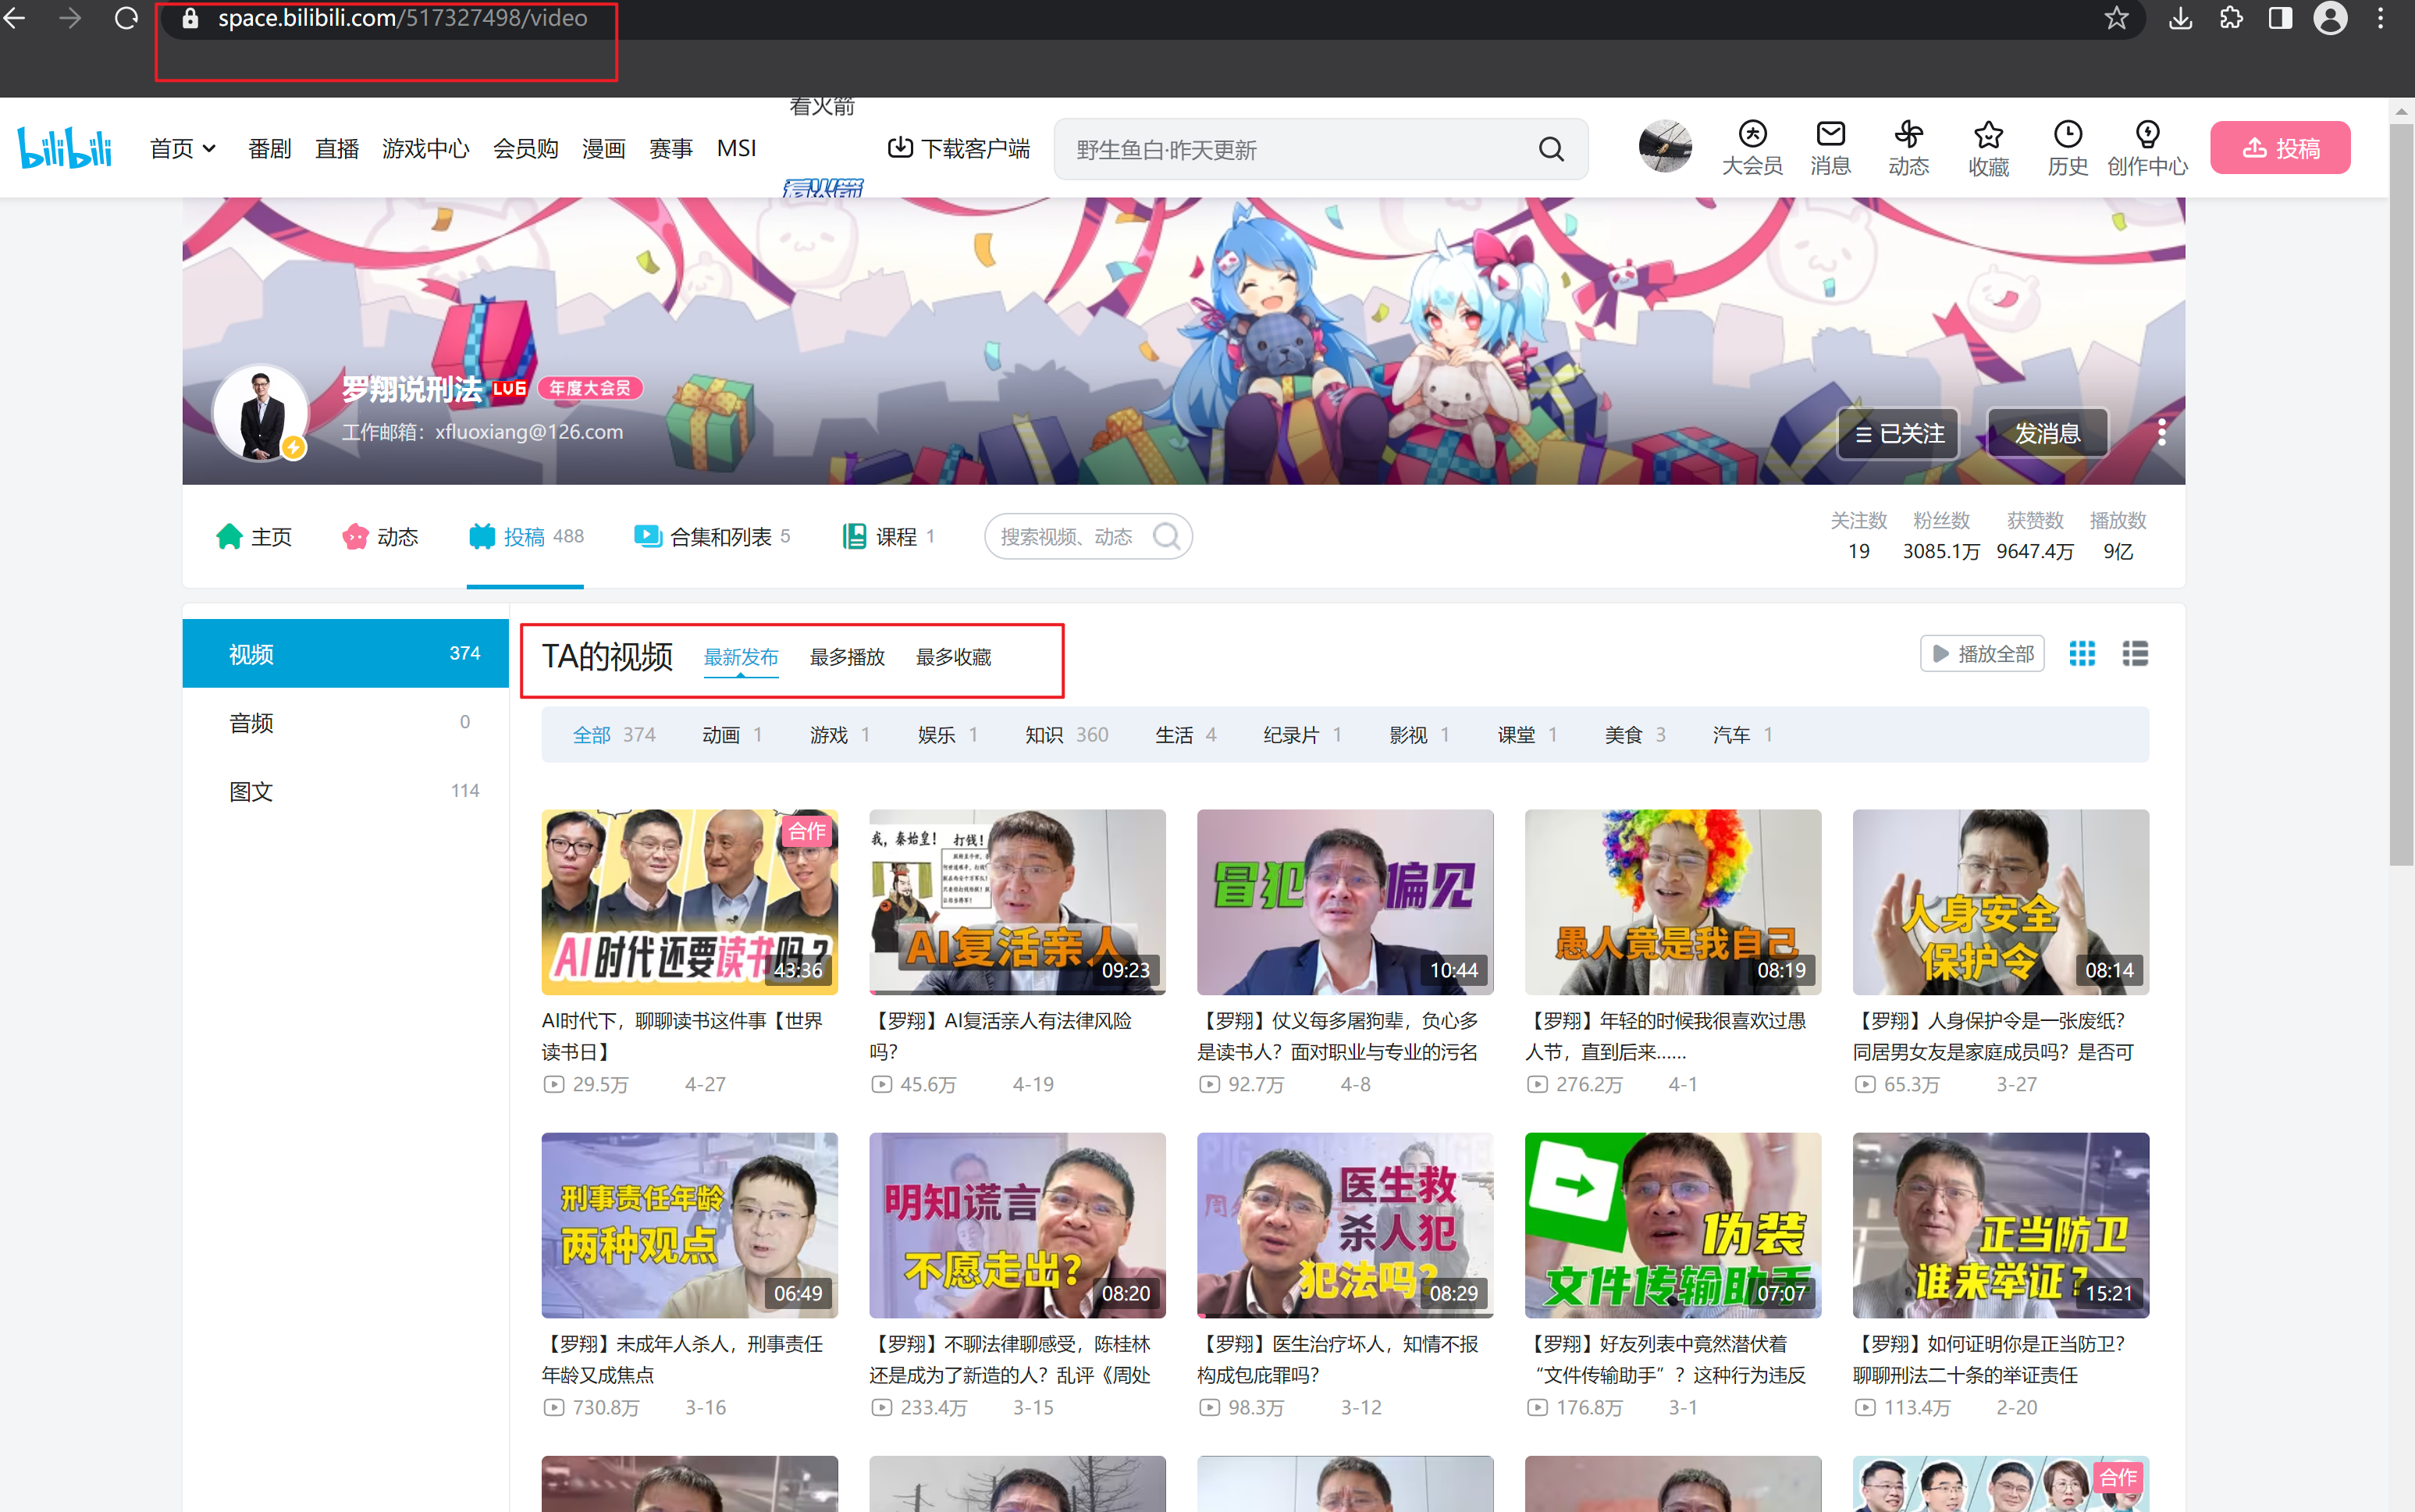 space.bilibili.com/517327498/video
看火箭
bilibili
首页
番剧
直播
游戏中心
会员购
漫画
赛事
MSI
看火箭
下载客户端
野生鱼白·昨天更新
大会员
消息
动态
收藏
历史
创作中心
投稿
罗翔说刑法 LV6 年度大会员
工作邮箱：xfluoxiang@126.com
已关注
发消息
主页
动态
投稿 488
合集和列表 5
课程 1
搜索视频、动态
关注数 粉丝数 获赞数 播放数
19 3085.1万 9647.4万 9亿
视频 374
音频 0
图文 114
TA的视频 最新发布 最多播放 最多收藏
播放全部
全部 374 动画 1 游戏 1 娱乐 1 知识 360 生活 4 纪录片 1 影视 1 课堂 1 美食 3 汽车 1
合作
AI时代还要读书吗？
43:36
AI时代下，聊聊读书这件事【世界
读书日】
29.5万 4-27
我，秦始皇！ 打钱！
AI复活亲人
09:23
【罗翔】AI复活亲人有法律风险
吗？
45.6万 4-19
冒犯 偏见
10:44
【罗翔】仗义每多屠狗辈，负心多
是读书人？面对职业与专业的污名
92.7万 4-8
愚人竟是我自己
08:19
【罗翔】年轻的时候我很喜欢过愚
人节，直到后来……
276.2万 4-1
人身安全
保护令
08:14
【罗翔】人身保护令是一张废纸？
同居男女友是家庭成员吗？是否可
65.3万 3-27
刑事责任年龄
两种观点
06:49
【罗翔】未成年人杀人，刑事责任
年龄又成焦点
730.8万 3-16
明知谎言
不愿走出？
08:20
【罗翔】不聊法律聊感受，陈桂林
还是成为了新造的人？乱评《周处
233.4万 3-15
医生救
杀人犯
犯法吗？
08:29
【罗翔】医生治疗坏人，知情不报
构成包庇罪吗？
98.3万 3-12
伪装
文件传输助手
07:07
【罗翔】好友列表中竟然潜伏着
“文件传输助手”？这种行为违反
176.8万 3-1
正当防卫
谁来举证？
15:21
【罗翔】如何证明你是正当防卫？
聊聊刑法二十条的举证责任
113.4万 2-20
合作